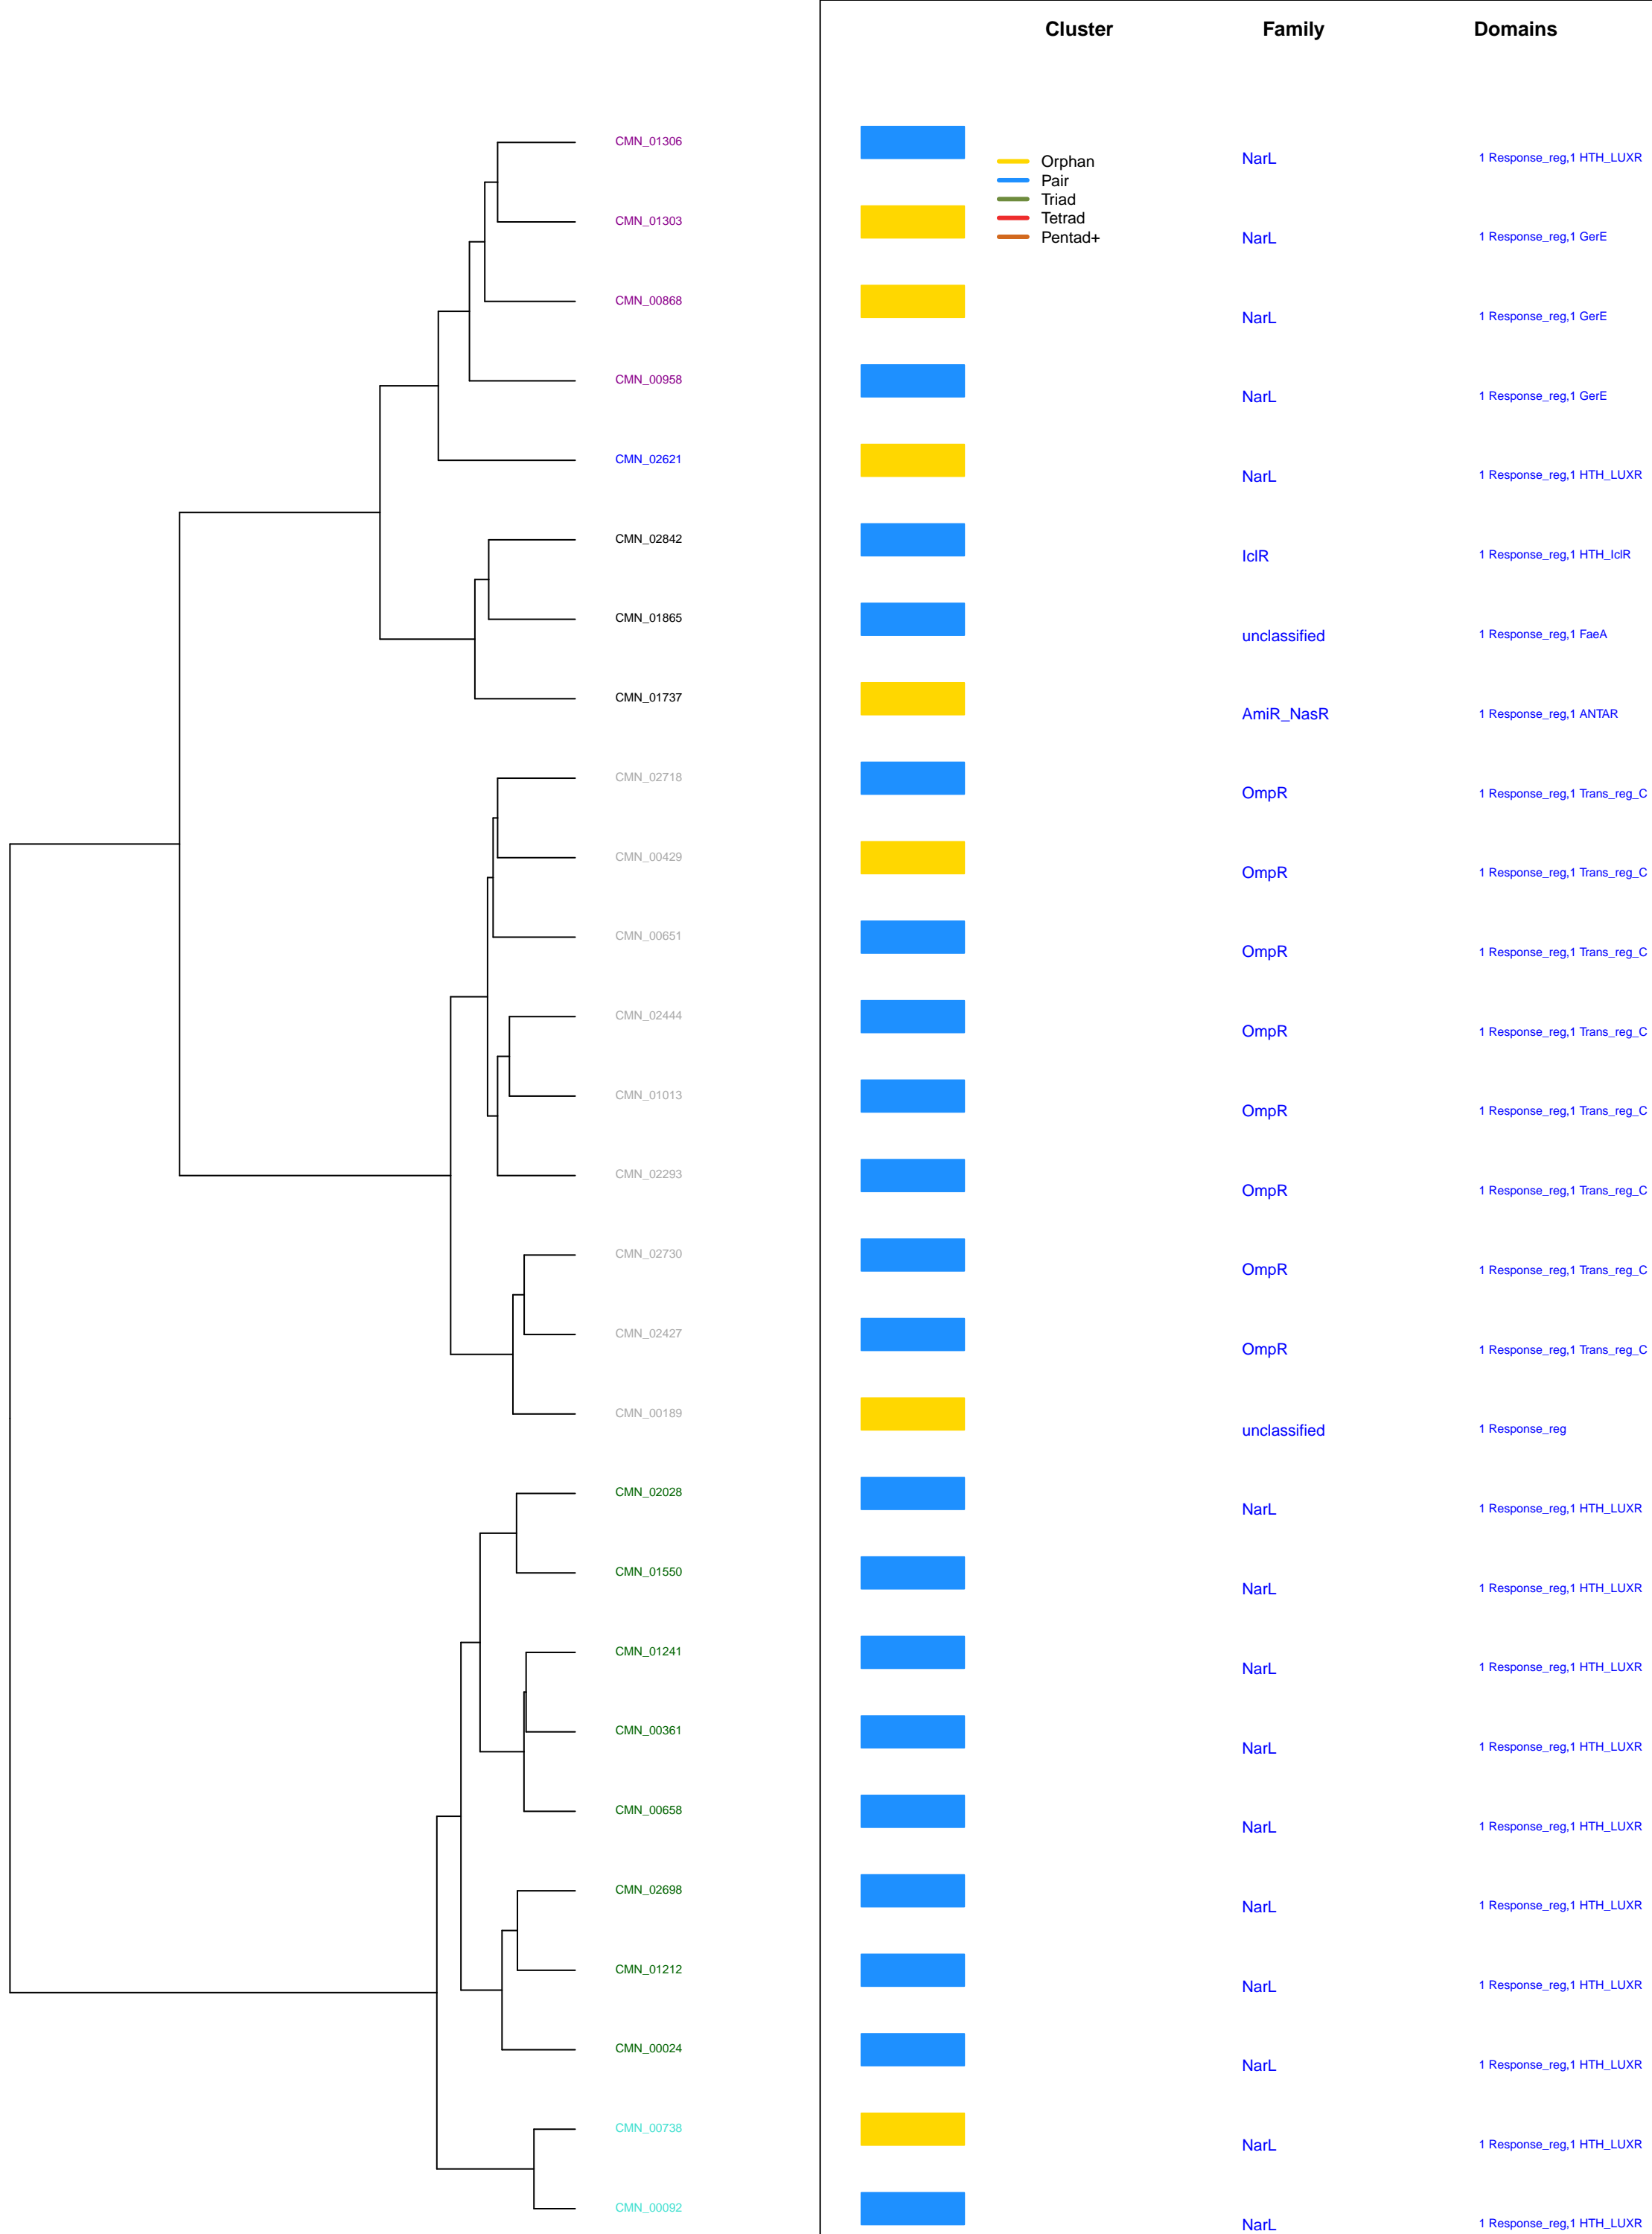 Cluster Family Domains
CMN_01306 NarL 1 Response_reg,1 HTH_LUXR
Orphan
Pair
Triad
Tetrad
Pentad+
CMN_01303 NarL 1 Response_reg,1 GerE
CMN_00868 NarL 1 Response_reg,1 GerE
CMN_00958 NarL 1 Response_reg,1 GerE
CMN_02621 NarL 1 Response_reg,1 HTH_LUXR
CMN_02842 IclR 1 Response_reg,1 HTH_IclR
CMN_01865 unclassified 1 Response_reg,1 FaeA
CMN_01737 AmiR_NasR 1 Response_reg,1 ANTAR
CMN_02718 OmpR 1 Response_reg,1 Trans_reg_C
CMN_00429 OmpR 1 Response_reg,1 Trans_reg_C
CMN_00651 OmpR 1 Response_reg,1 Trans_reg_C
CMN_02444 OmpR 1 Response_reg,1 Trans_reg_C
CMN_01013 OmpR 1 Response_reg,1 Trans_reg_C
CMN_02293 OmpR 1 Response_reg,1 Trans_reg_C
CMN_02730 OmpR 1 Response_reg,1 Trans_reg_C
CMN_02427 OmpR 1 Response_reg,1 Trans_reg_C
CMN_00189 unclassified 1 Response_reg
CMN_02028 NarL 1 Response_reg,1 HTH_LUXR
CMN_01550 NarL 1 Response_reg,1 HTH_LUXR
CMN_01241 NarL 1 Response_reg,1 HTH_LUXR
CMN_00361 NarL 1 Response_reg,1 HTH_LUXR
CMN_00658 NarL 1 Response_reg,1 HTH_LUXR
CMN_02698 NarL 1 Response_reg,1 HTH_LUXR
CMN_01212 NarL 1 Response_reg,1 HTH_LUXR
CMN_00024 NarL 1 Response_reg,1 HTH_LUXR
CMN_00738 NarL 1 Response_reg,1 HTH_LUXR
CMN_00092 NarL 1 Response_reg,1 HTH_LUXR